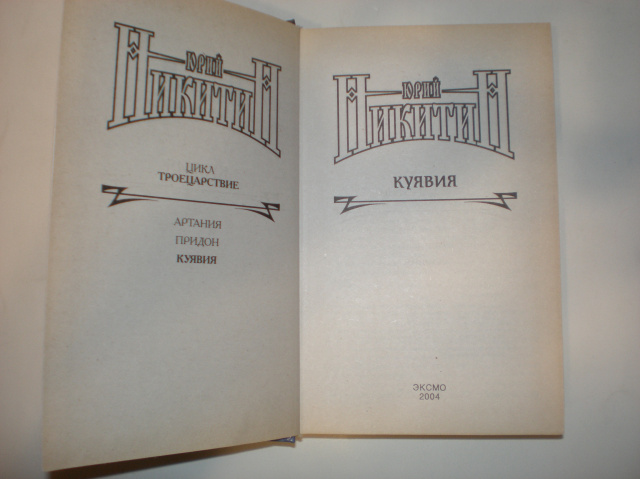 ЮРИЙ
НИКИТИН
ЦИКЛ
ТРОЕЦАРСТВИЕ
АРТАНИЯ
ПРИДОН
КУЯВИЯ
ЮРИЙ
НИКИТИН
КУЯВИЯ
ЭКСМО
2004